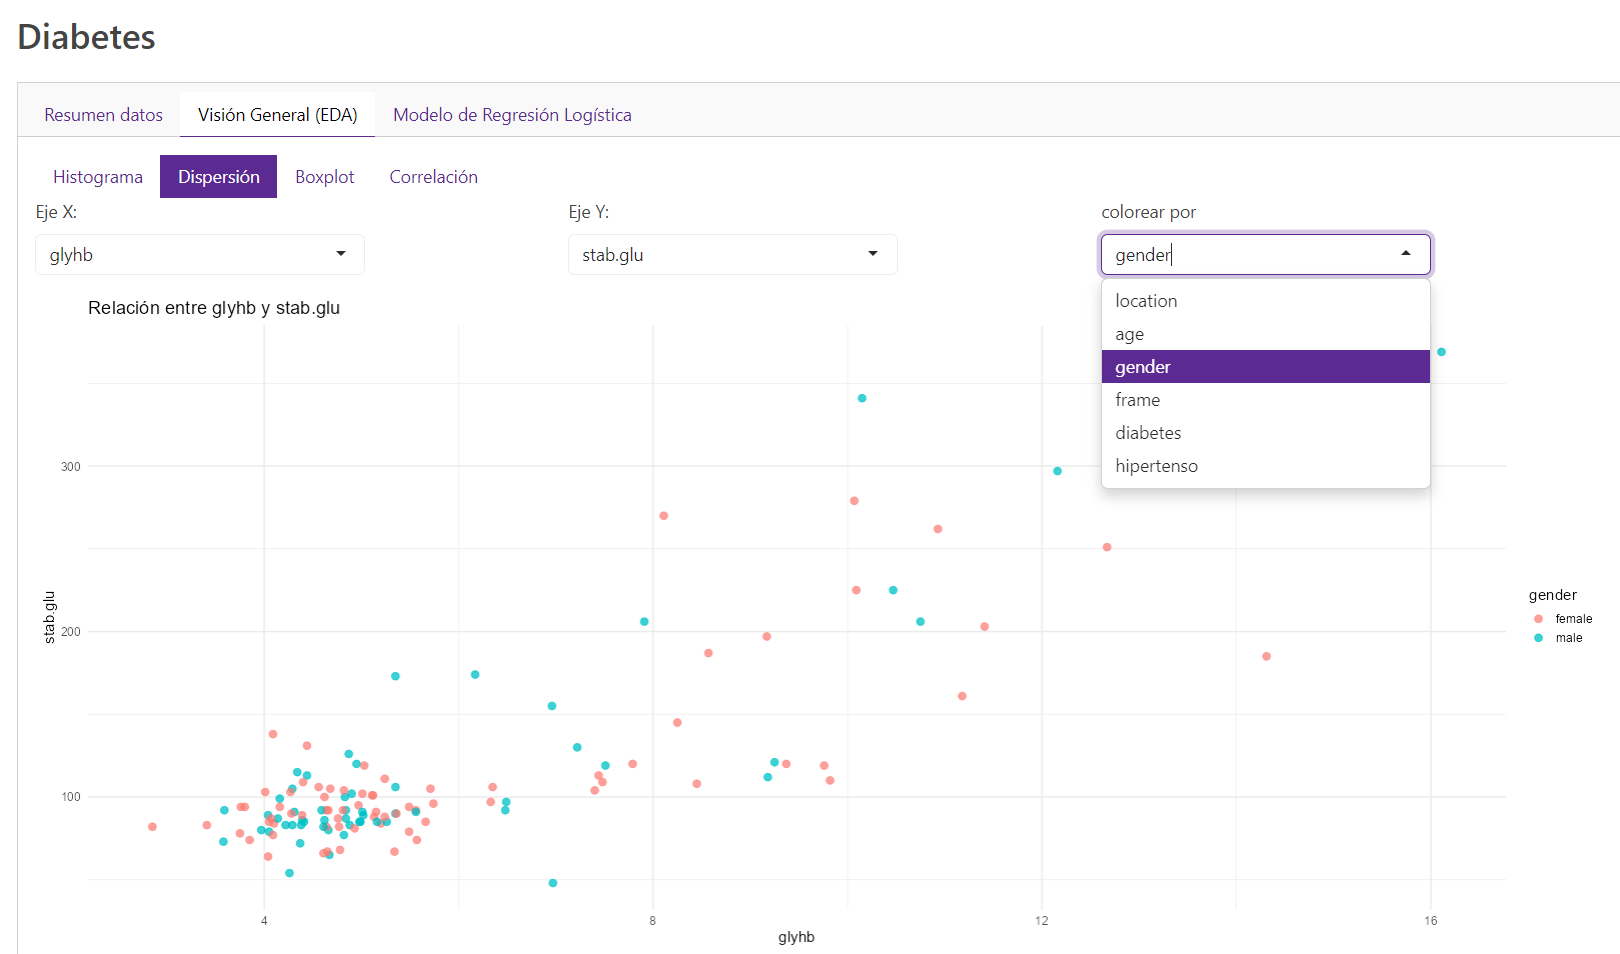 Diabetes
Resumen datos Visión General (EDA) Modelo de Regresión Logística
Histograma Dispersión Boxplot Correlación
Eje X: Eje Y: colorear por
glyhb stab.glu gender
location
age
gender
frame
diabetes
hipertenso
Relación entre glyhb y stab.glu
300
200
100
stab.glu
4 8 12 16
glyhb
gender
female
male